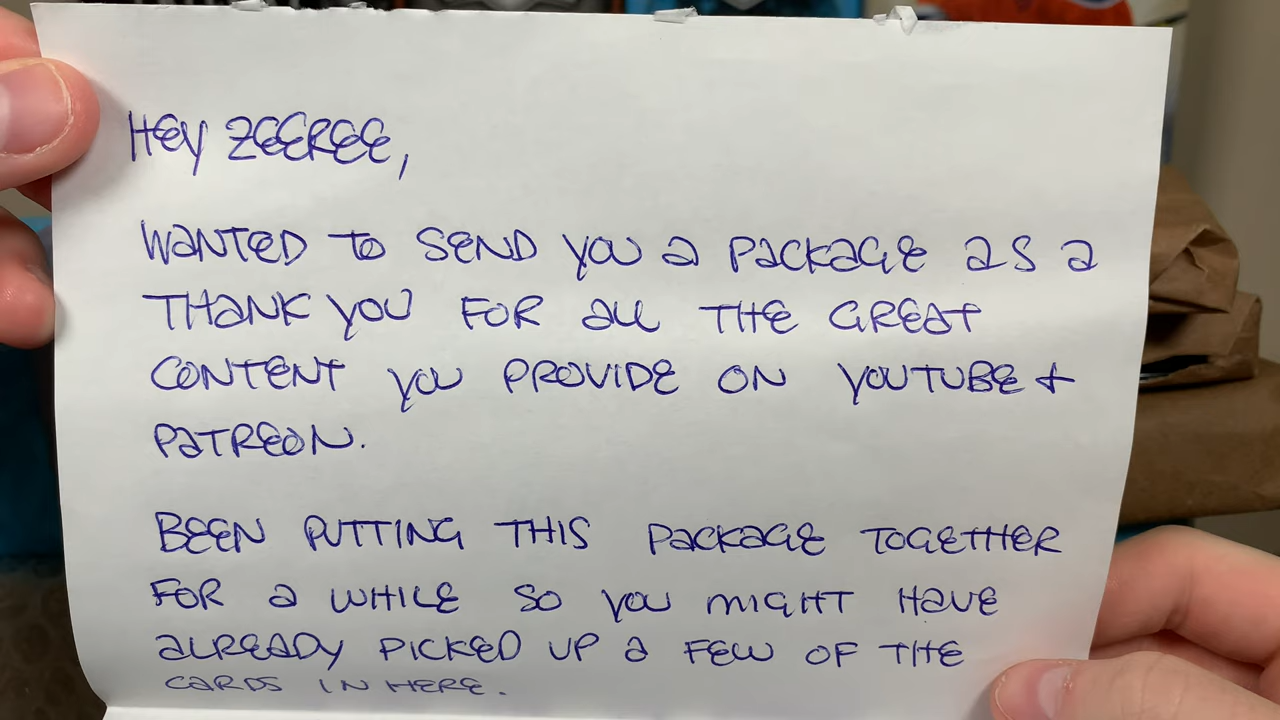 HEY ZEEREE,
WANTED TO SEND YOU A PACKAGE AS A
THANK YOU FOR ALL THE GREAT
CONTENT YOU PROVIDE ON YOUTUBE +
PATREON.
BEEN PUTTING THIS PACKAGE TOGETHER
FOR A WHILE SO YOU MIGHT HAVE
ALREADY PICKED UP A FEW OF THE
CARDS IN HERE.